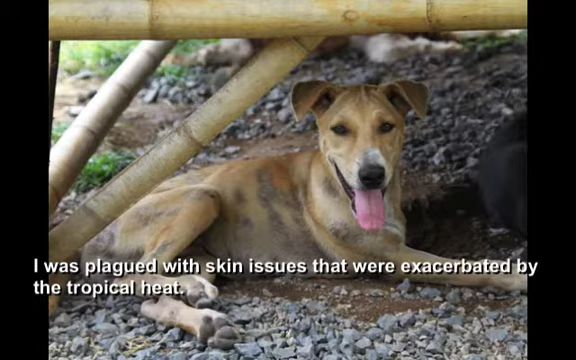 I was plagued with skin issues that were exacerbated by
the tropical heat.